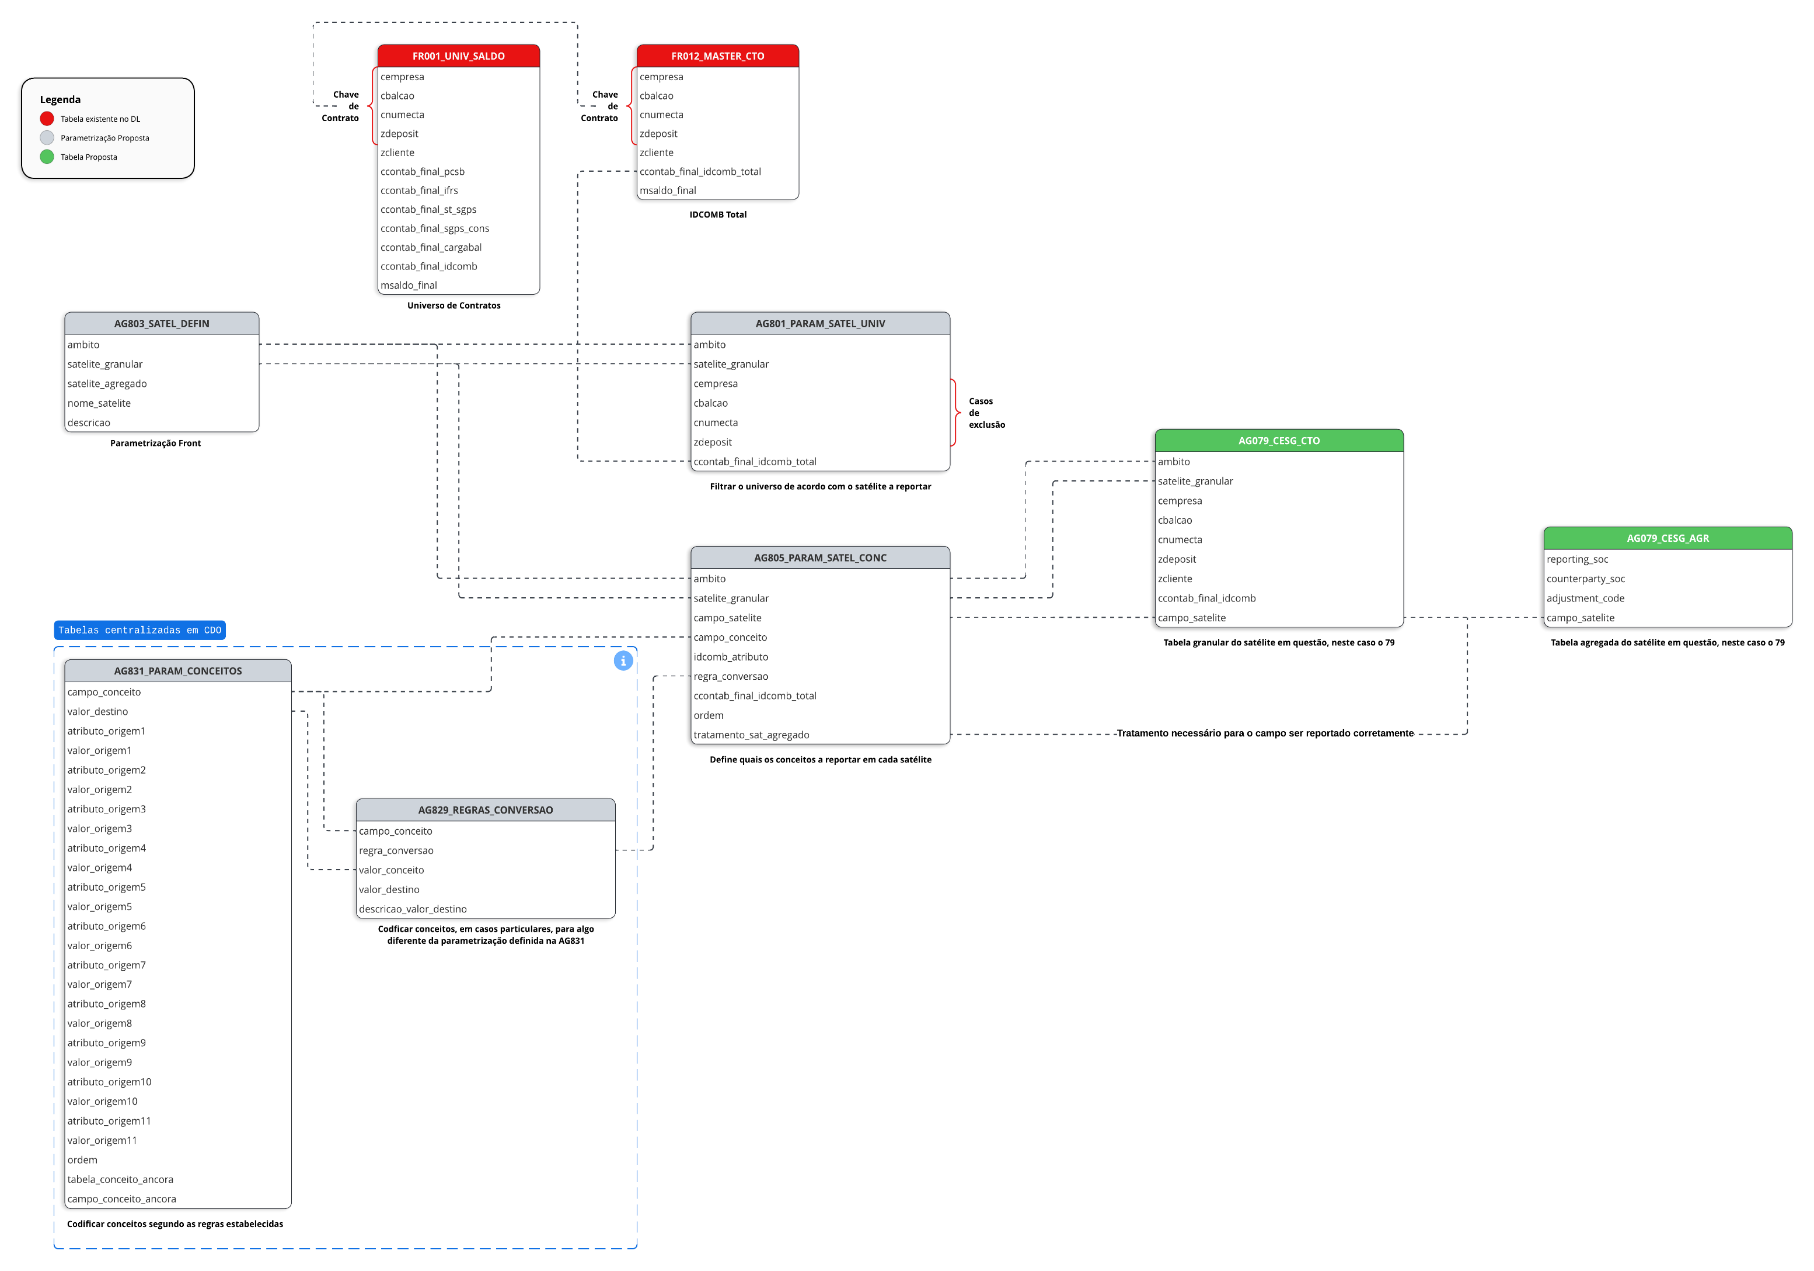 Legenda
Tabela existente no DL
Parametrização Proposta
Tabela Proposta
FR001_UNIV_SALDO
Chave
de
Contrato
cempresa
cbalcao
cnumecta
zdeposit
zcliente
ccontab_final_pcsb
ccontab_final_ifrs
ccontab_final_st_sgps
ccontab_final_sgps_cons
ccontab_final_cargabal
ccontab_final_idcomb
msaldo_final
Universo de Contratos
FR012_MASTER_CTO
Chave
de
Contrato
cempresa
cbalcao
cnumecta
zdeposit
zcliente
ccontab_final_idcomb_total
msaldo_final
IDCOMB Total
AG803_SATEL_DEFIN
ambito
satelite_granular
satelite_agregado
nome_satelite
descricao
Parametrização Front
AG801_PARAM_SATEL_UNIV
ambito
satelite_granular
cempresa
cbalcao
cnumecta
zdeposit
ccontab_final_idcomb_total
Casos
de
exclusão
Filtrar o universo de acordo com o satélite a reportar
AG805_PARAM_SATEL_CONC
ambito
satelite_granular
campo_satelite
campo_conceito
idcomb_atributo
regra_conversao
ccontab_final_idcomb_total
ordem
tratamento_sat_agregado
Define quais os conceitos a reportar em cada satélite
AG079_CESG_CTO
ambito
satelite_granular
cempresa
cbalcao
cnumecta
zdeposit
zcliente
ccontab_final_idcomb
campo_satelite
Tabela granular do satélite em questão, neste caso o 79
AG079_CESG_AGR
reporting_soc
counterparty_soc
adjustment_code
campo_satelite
Tabela agregada do satélite em questão, neste caso o 79
Tratamento necessário para o campo ser reportado corretamente
Tabelas centralizadas em CDO
AG831_PARAM_CONCEITOS
campo_conceito
valor_destino
atributo_origem1
valor_origem1
atributo_origem2
valor_origem2
atributo_origem3
valor_origem3
atributo_origem4
valor_origem4
atributo_origem5
valor_origem5
atributo_origem6
valor_origem6
atributo_origem7
valor_origem7
atributo_origem8
valor_origem8
atributo_origem9
valor_origem9
atributo_origem10
valor_origem10
atributo_origem11
valor_origem11
ordem
tabela_conceito_ancora
campo_conceito_ancora
Codificar conceitos segundo as regras estabelecidas
AG829_REGRAS_CONVERSAO
campo_conceito
regra_conversao
valor_conceito
valor_destino
descricao_valor_destino
Codficar conceitos, em casos particulares, para algo
diferente da parametrização definida na AG831